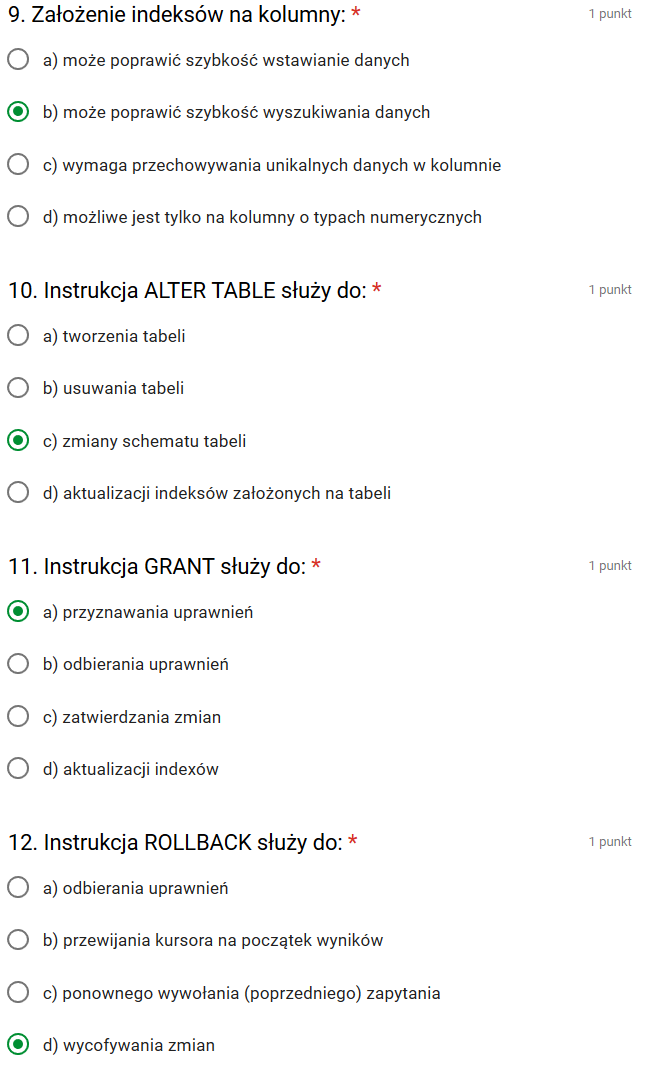 9. Założenie indeksów na kolumny: *
1 punkt
a) może poprawić szybkość wstawianie danych
b) może poprawić szybkość wyszukiwania danych
c) wymaga przechowywania unikalnych danych w kolumnie
d) możliwe jest tylko na kolumny o typach numerycznych
10. Instrukcja ALTER TABLE służy do: *
1 punkt
a) tworzenia tabeli
b) usuwania tabeli
c) zmiany schematu tabeli
d) aktualizacji indeksów założonych na tabeli
11. Instrukcja GRANT służy do: *
1 punkt
a) przyznawania uprawnień
b) odbierania uprawnień
c) zatwierdzania zmian
d) aktualizacji indexów
12. Instrukcja ROLLBACK służy do: *
1 punkt
a) odbierania uprawnień
b) przewijania kursora na początek wyników
c) ponownego wywołania (poprzedniego) zapytania
d) wycofywania zmian